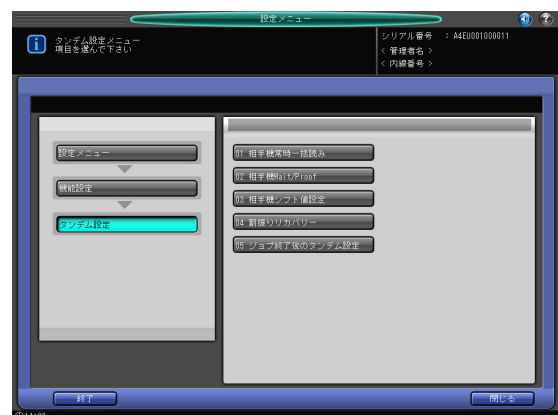 設定メニュー
タンデム設定メニュー
項目を選んで下さい
シリアル番号 : A4EU001000011
< 管理者名 >
< 内線番号 >
設定メニュー
機能設定
タンデム設定
01 相手機常時一括読み
02 相手機Wait/Proof
03 相手機シフト値設定
04 割振りリカバリー
05 ジョブ終了後のタンデム設定
終了
閉じる